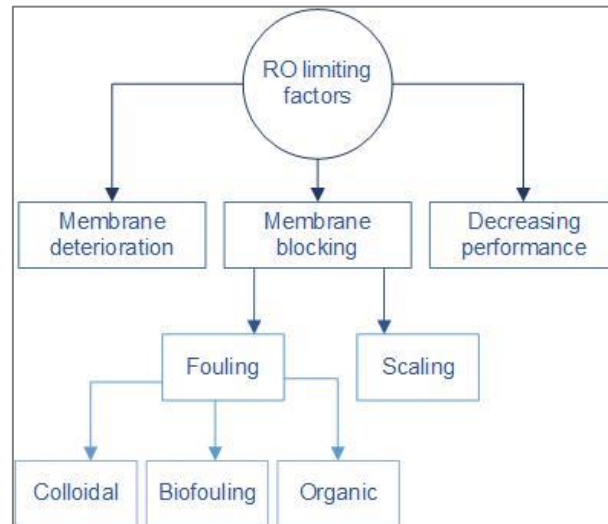 RO limiting
factors
Membrane
deterioration
Membrane
blocking
Decreasing
performance
Fouling
Scaling
Colloidal
Biofouling
Organic